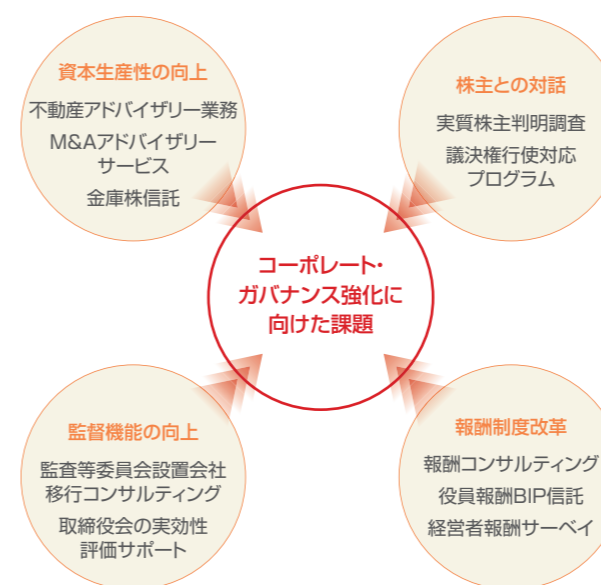 資本生産性の向上
不動産アドバイザリー業務
M&Aアドバイザリー
サービス
金庫株信託
株主との対話
実質株主判明調査
議決権行使対応
プログラム
コーポレート・
ガバナンス強化に
向けた課題
監督機能の向上
監査等委員会設置会社
移行コンサルティング
取締役会の実効性
評価サポート
報酬制度改革
報酬コンサルティング
役員報酬BIP信託
経営者報酬サーベイ